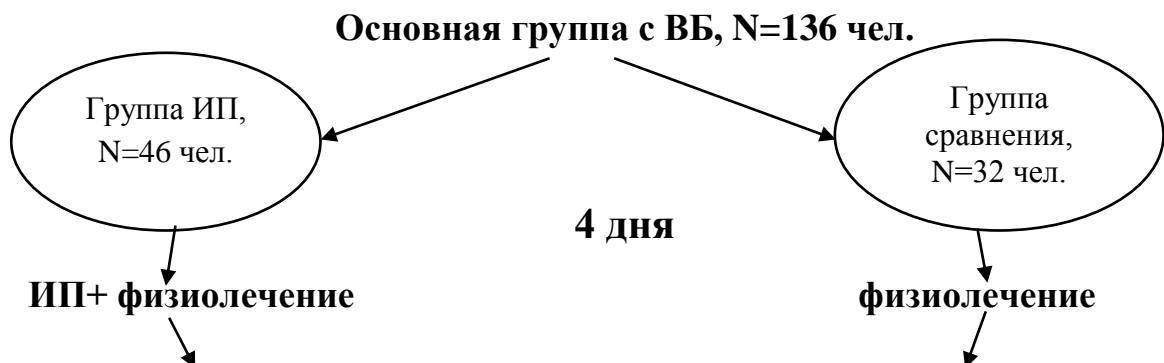 Основная группа с ВБ, N=136 чел.
Группа ИП,
N=46 чел.
Группа
сравнения,
N=32 чел.
4 дня
ИП+ физиолечение
физиолечение